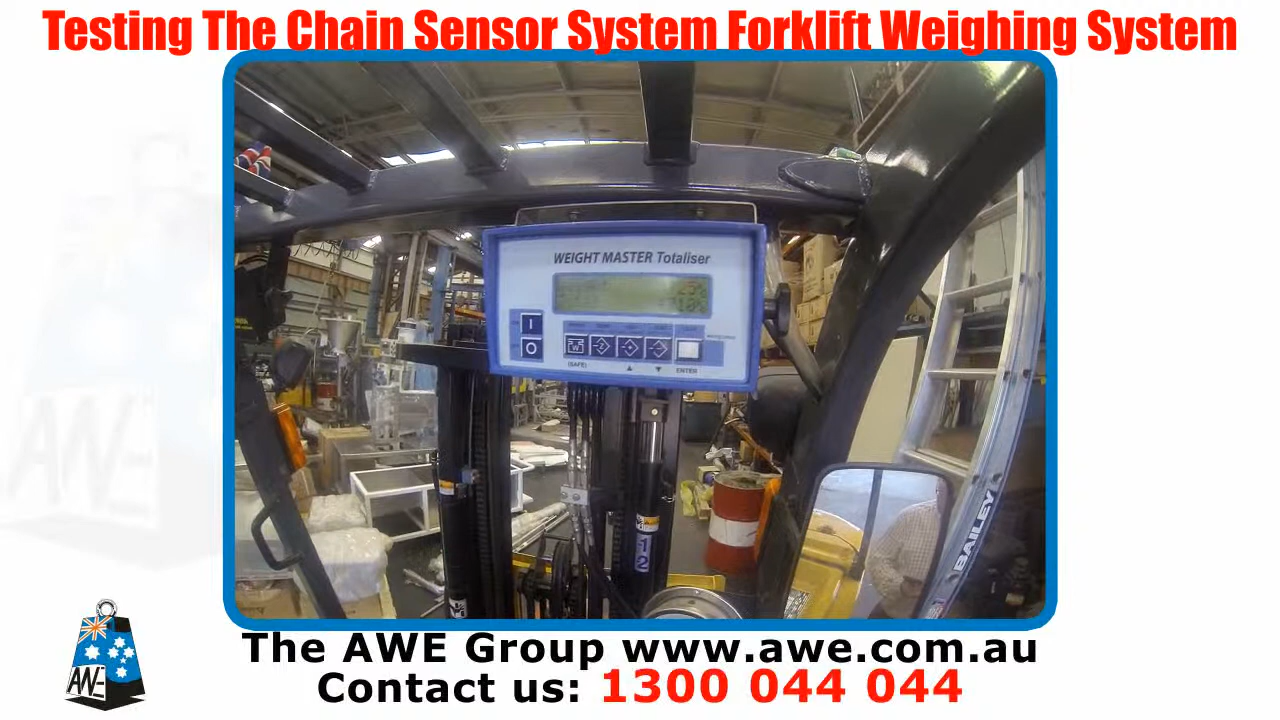 Testing The Chain Sensor System Forklift Weighing System
WEIGHT MASTER Totaliser
I
O
W
Z
(SAFE)
ENTER
12
BAILEY
AWE
AWE
The AWE Group www.awe.com.au
Contact us: 1300 044 044